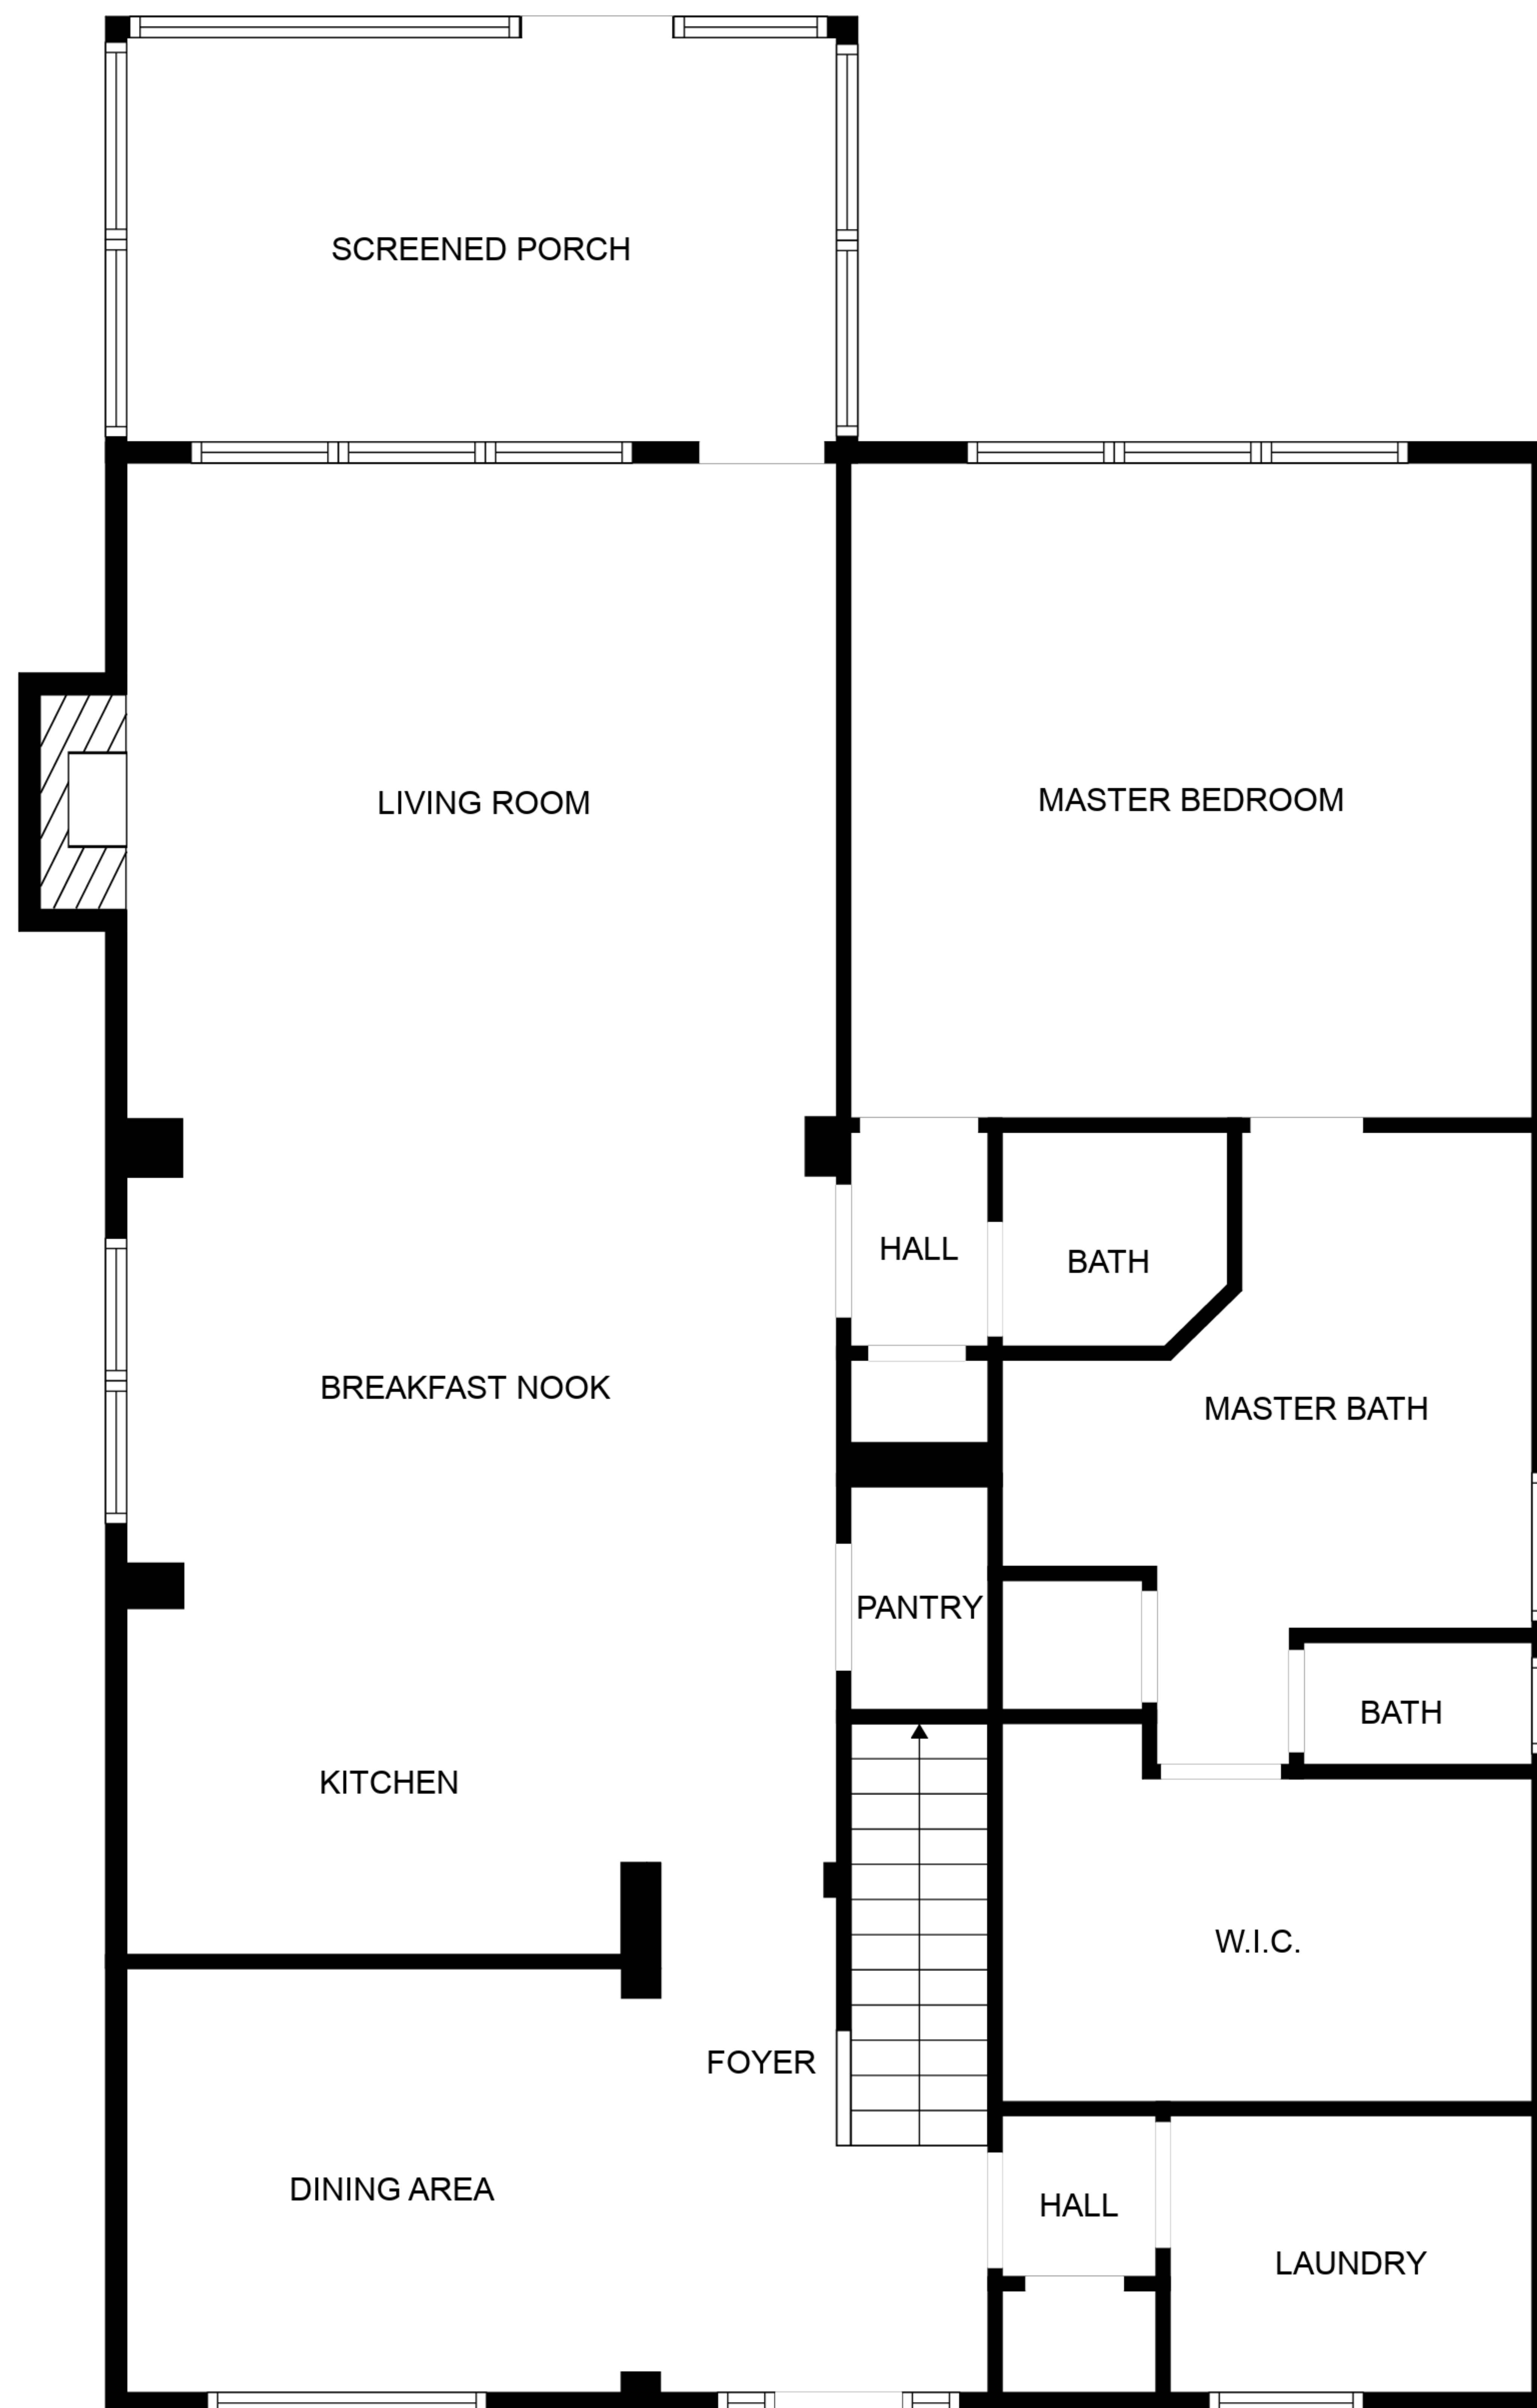 SCREENED PORCH
LIVING ROOM
MASTER BEDROOM
HALL
BATH
BREAKFAST NOOK
MASTER BATH
PANTRY
BATH
KITCHEN
W.I.C.
FOYER
DINING AREA
HALL
LAUNDRY